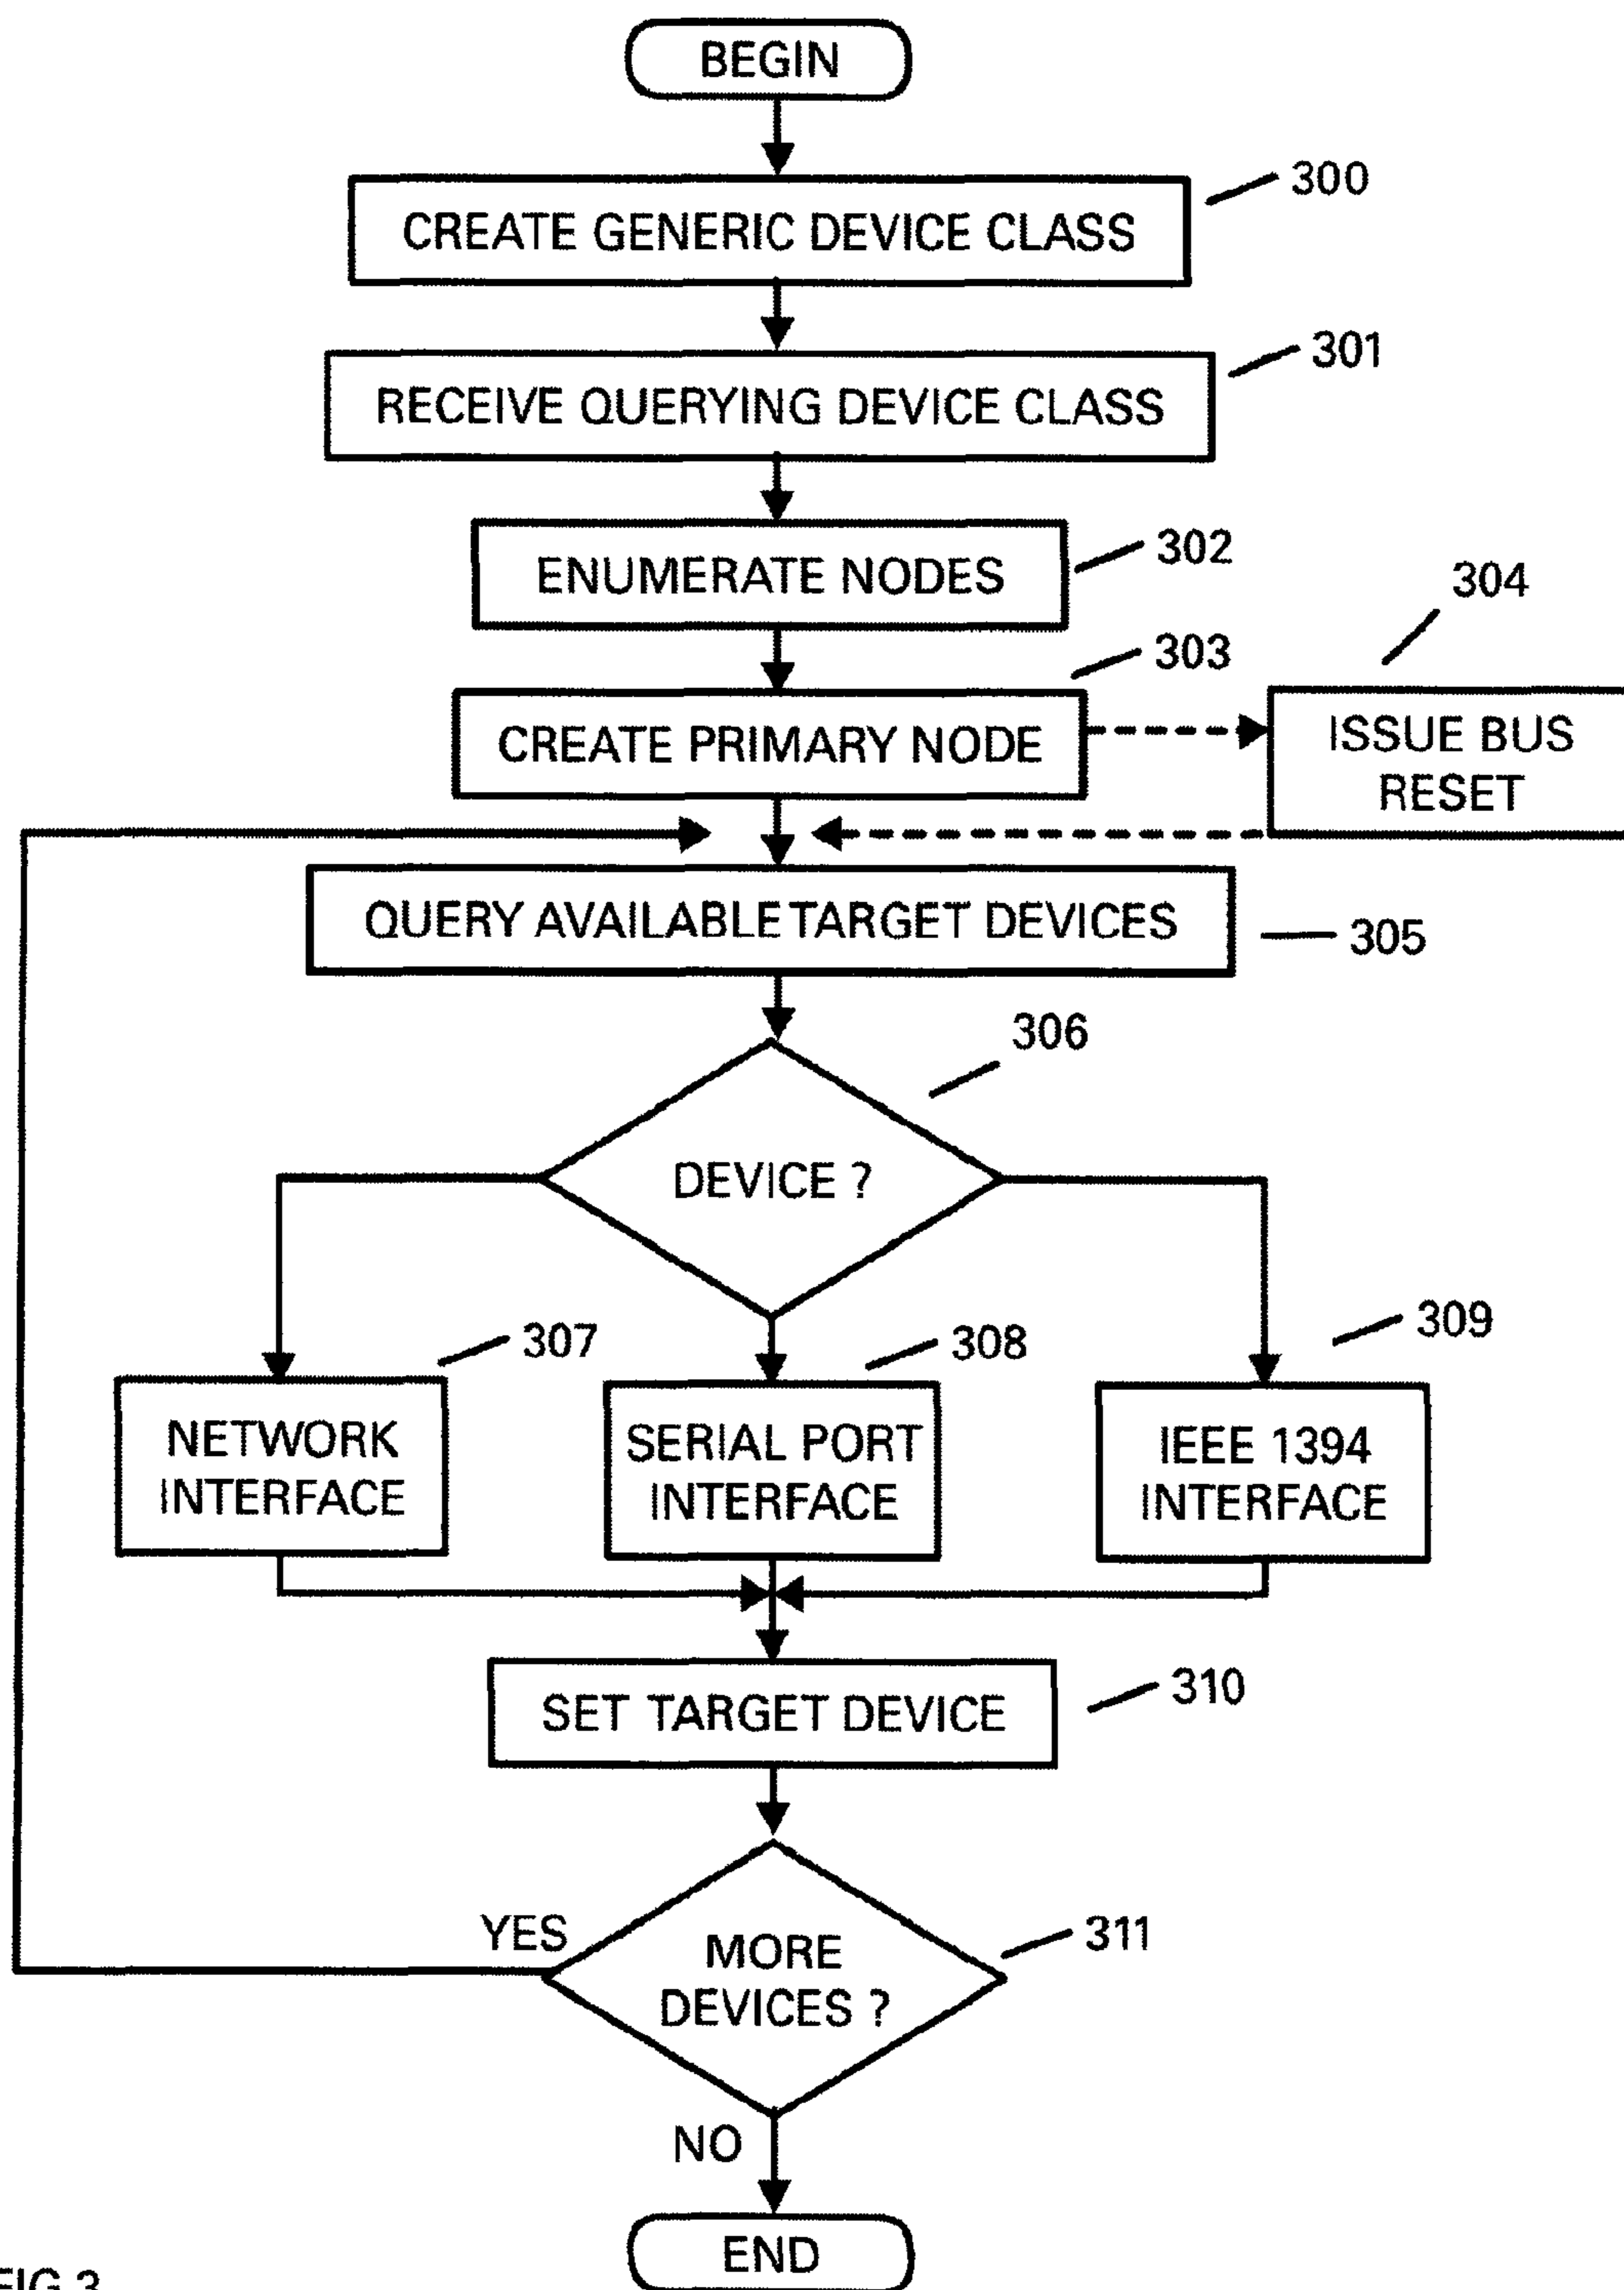 BEGIN
300
CREATE GENERIC DEVICE CLASS
301
RECEIVE QUERYING DEVICE CLASS
302
ENUMERATE NODES
303
304
CREATE PRIMARY NODE
ISSUE BUS
RESET
QUERY AVAILABLE TARGET DEVICES
305
306
DEVICE ?
307
308
309
NETWORK
INTERFACE
SERIAL PORT
INTERFACE
IEEE 1394
INTERFACE
310
SET TARGET DEVICE
311
YES
MORE
DEVICES ?
NO
END
FIG 3